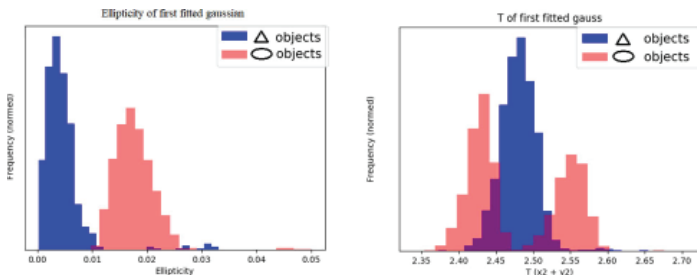 Ellipticity of first fitted gaussian
objects
objects
Frequency (normed)
0.00 0.01 0.02 0.03 0.04 0.05
Ellipticity
T of first fitted gauss
objects
objects
Frequency (normed)
2.35 2.40 2.45 2.50 2.55 2.60 2.65 2.70
T (x2 + y2)